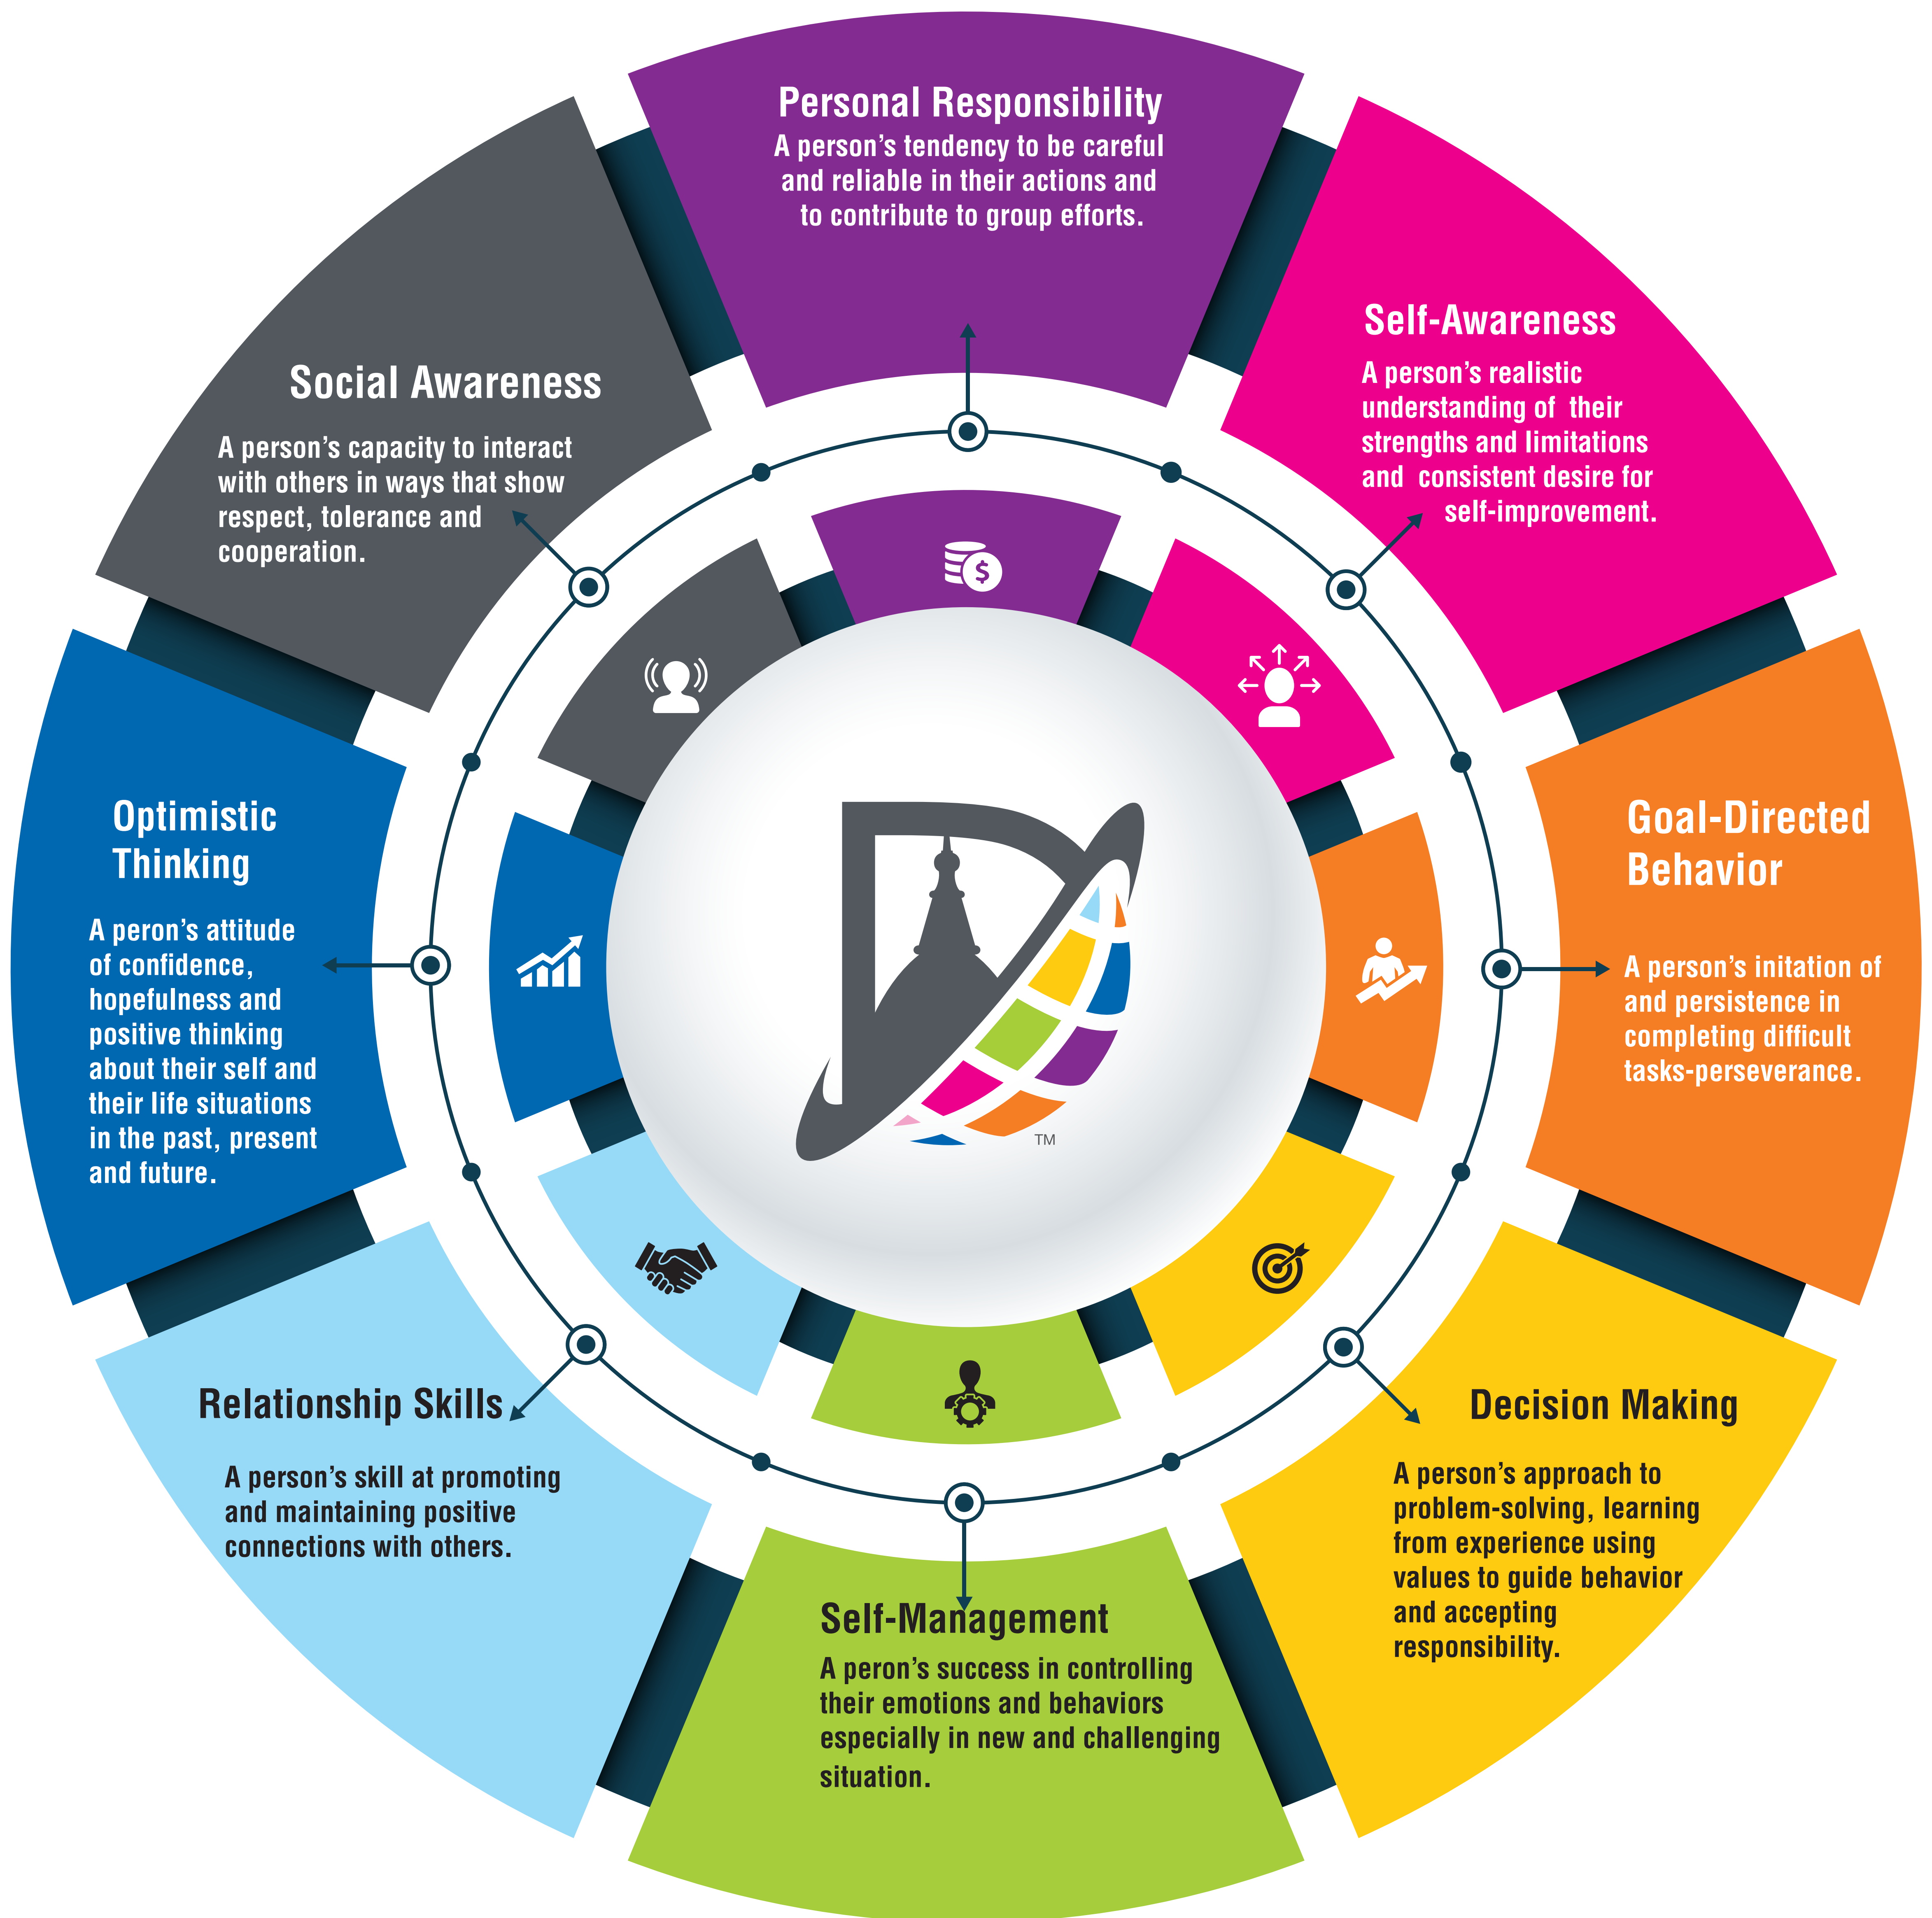 Personal Responsibility
A person's tendency to be careful
and reliable in their actions and
to contribute to group efforts.
Self-Awareness
A person's realistic
understanding of  their
strengths and limitations
and  consistent desire for
self-improvement.
Goal-Directed
Behavior
A person's initation of
and persistence in
completing difficult
tasks-perseverance.
Decision Making
A person's approach to
problem-solving, learning
from experience using
values to guide behavior
and accepting
responsibility.
Self-Management
A peron's success in controlling
their emotions and behaviors
especially in new and challenging
situation.
Relationship Skills
A person's skill at promoting
and maintaining positive
connections with others.
Optimistic
Thinking
A peron's attitude
of confidence,
hopefulness and
positive thinking
about their self and
their life situations
in the past, present
and future.
Social Awareness
A person's capacity to interact
with others in ways that show
respect, tolerance and
cooperation.
$
D
TM